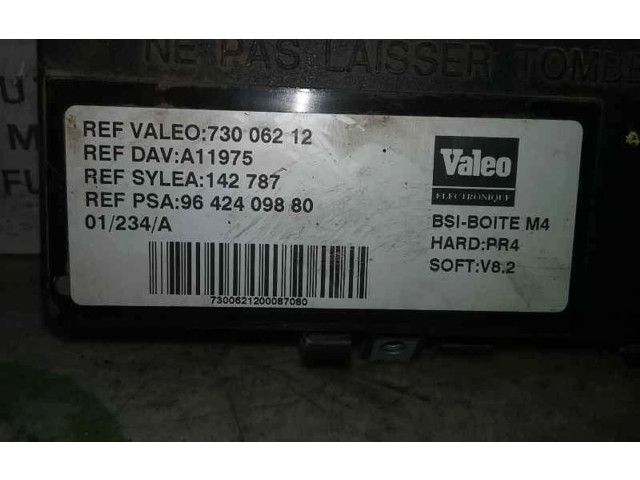 NE PAS LAISSER TOMBE
REF VALEO:730 062 12
REF DAV:A11975
REF SYLEA:142 787
REF PSA:96 424 098 80
01/234/A
7300621200087080
Valeo
ELECTRONIQUE
BSI-BOITE M4
HARD:PR4
SOFT:V8.2